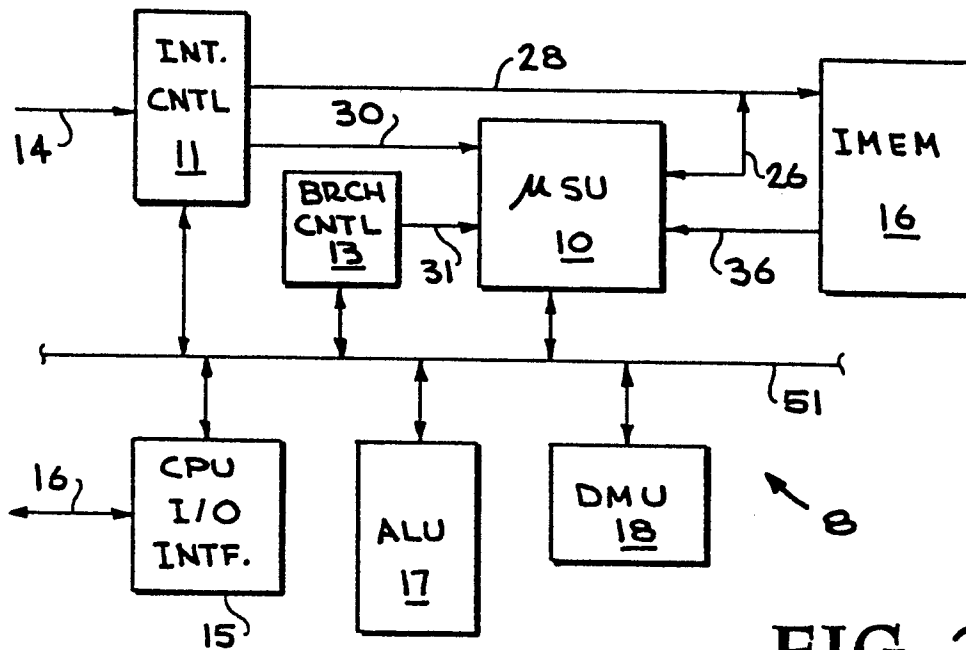 INT.
CNTL
11
14
28
30
BRCH
CNTL
13
31
μSU
10
26
36
IMEM
16
51
CPU
I/O
INTF.
15
16
ALU
17
DMU
18
8
FIG.